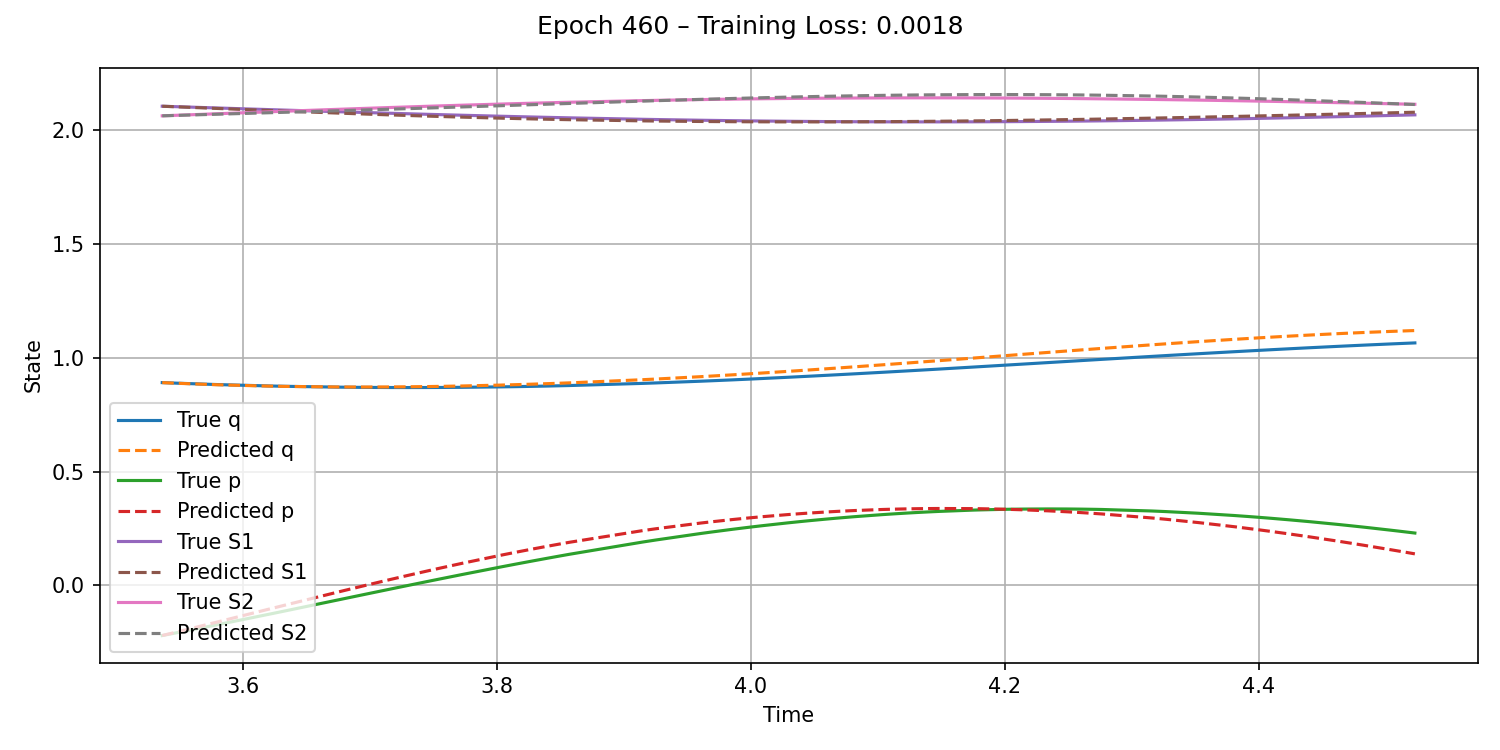 Epoch 460 – Training Loss: 0.0018
2.0
1.5
1.0
0.5
0.0
State
True q
Predicted q
True p
Predicted p
True S1
Predicted S1
True S2
Predicted S2
3.6 3.8 4.0 4.2 4.4
Time